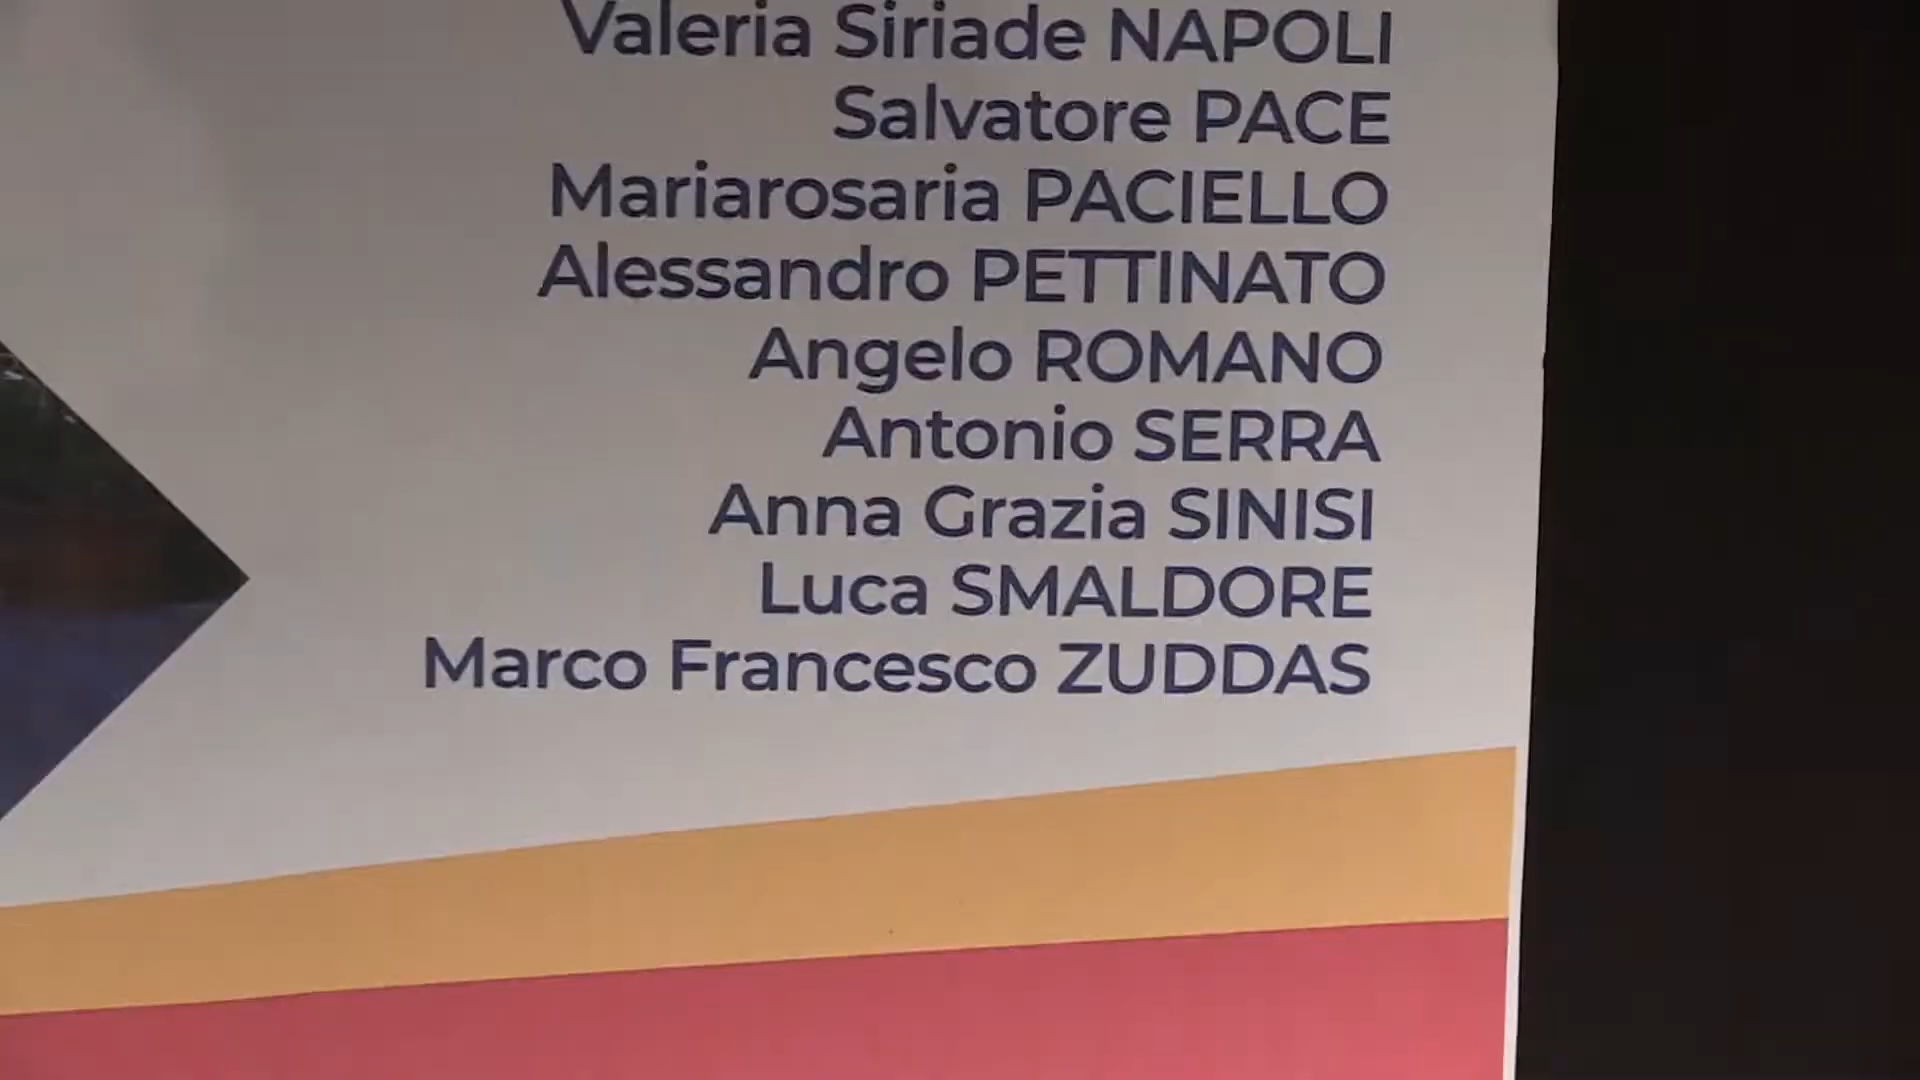 Valeria Siriade NAPOLI
Salvatore PACE
Mariarosaria PACIELLO
Alessandro PETTINATO
Angelo ROMANO
Antonio SERRA
Anna Grazia SINISI
Luca SMALDORE
Marco Francesco ZUDDAS